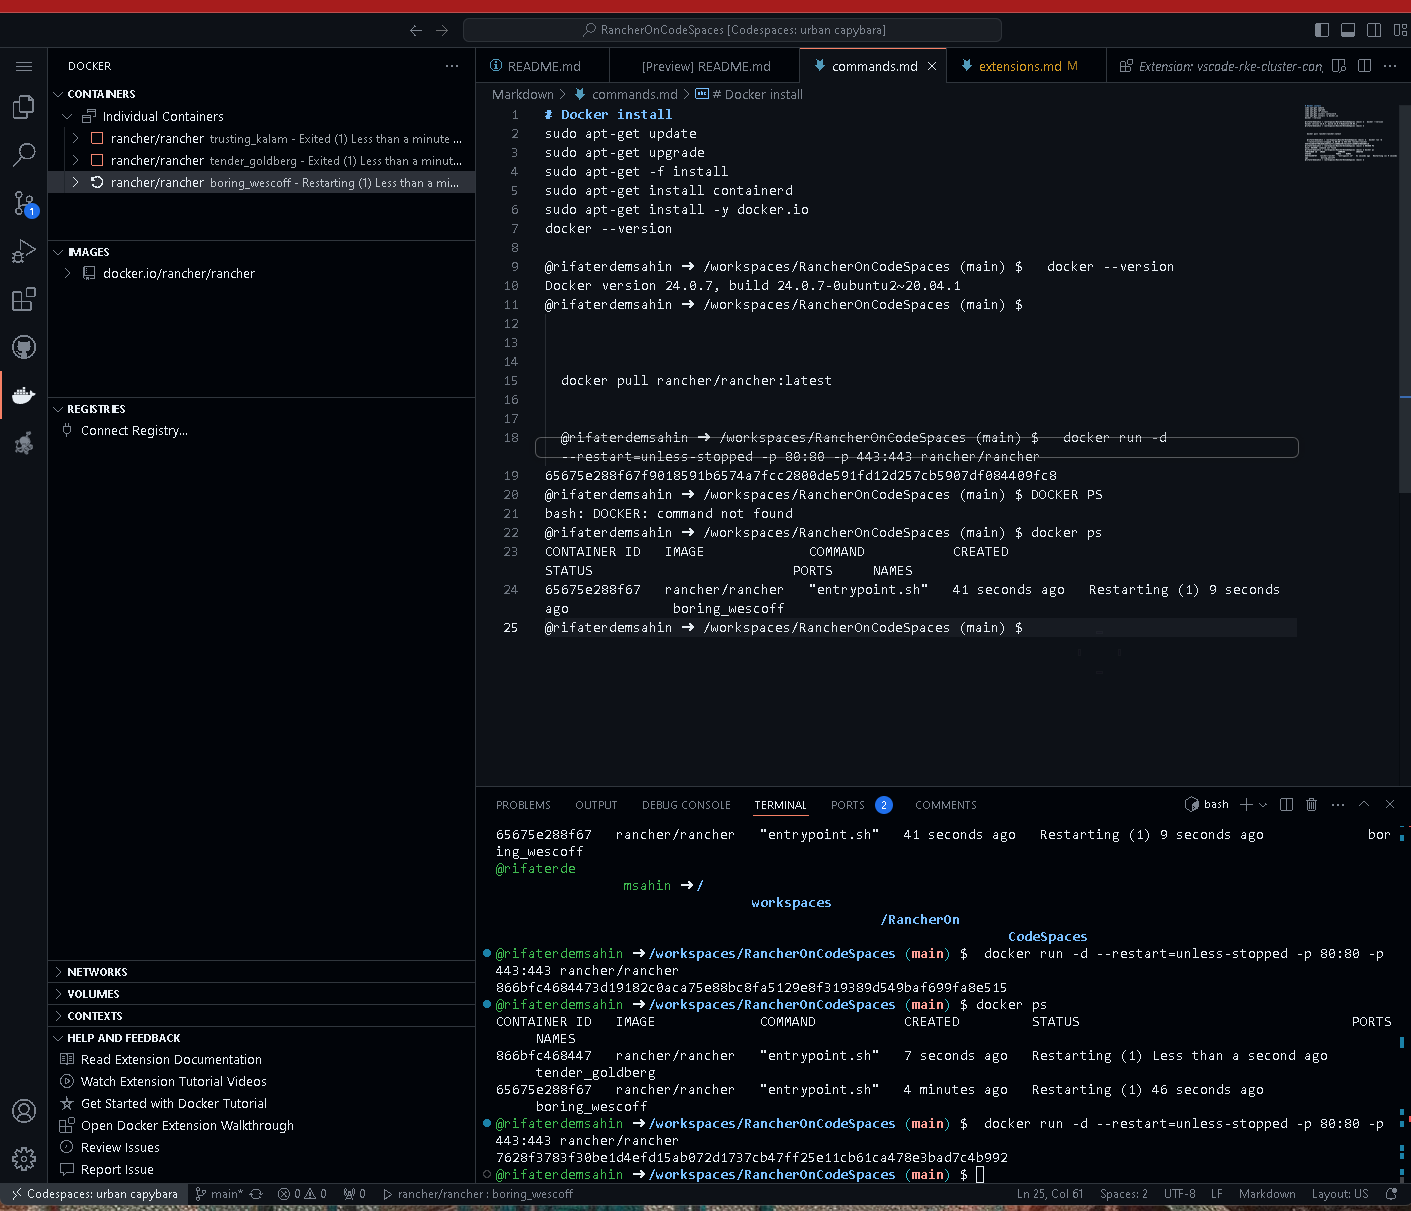 RancherOnCodeSpaces [Codespaces: urban capybara]
DOCKER
CONTAINERS
Individual Containers
rancher/rancher trusting_kalam - Exited (1) Less than a minute ...
rancher/rancher tender_goldberg - Exited (1) Less than a minut...
rancher/rancher boring_wescoff - Restarting (1) Less than a mi...
IMAGES
docker.io/rancher/rancher
REGISTRIES
Connect Registry...
NETWORKS
VOLUMES
CONTEXTS
HELP AND FEEDBACK
Read Extension Documentation
Watch Extension Tutorial Videos
Get Started with Docker Tutorial
Open Docker Extension Walkthrough
Review Issues
Report Issue
1
README.md
[Preview] README.md
commands.md
extensions.md M
Extension: vscode-rke-cluster-con
Markdown > commands.md > # Docker install
1 # Docker install
2 sudo apt-get update
3 sudo apt-get upgrade
4 sudo apt-get -f install
5 sudo apt-get install containerd
6 sudo apt-get install -y docker.io
7 docker --version
8
9 @rifaterdemsahin ➜ /workspaces/RancherOnCodeSpaces (main) $   docker --version
10 Docker version 24.0.7, build 24.0.7-0ubuntu2~20.04.1
11 @rifaterdemsahin ➜ /workspaces/RancherOnCodeSpaces (main) $
12
13
14
15 docker pull rancher/rancher:latest
16
17
18 @rifaterdemsahin ➜ /workspaces/RancherOnCodeSpaces (main) $   docker run -d
--restart=unless-stopped -p 80:80 -p 443:443 rancher/rancher
19 65675e288f67f9018591b6574a7fcc2800de591fd12d257cb5907df084409fc8
20 @rifaterdemsahin ➜ /workspaces/RancherOnCodeSpaces (main) $ DOCKER PS
21 bash: DOCKER: command not found
22 @rifaterdemsahin ➜ /workspaces/RancherOnCodeSpaces (main) $ docker ps
23 CONTAINER ID   IMAGE             COMMAND           CREATED
STATUS                         PORTS     NAMES
24 65675e288f67   rancher/rancher   "entrypoint.sh"   41 seconds ago   Restarting (1) 9 seconds
ago             boring_wescoff
25 @rifaterdemsahin ➜ /workspaces/RancherOnCodeSpaces (main) $
PROBLEMS OUTPUT DEBUG CONSOLE TERMINAL PORTS 2 COMMENTS
bash
65675e288f67   rancher/rancher   "entrypoint.sh"   41 seconds ago   Restarting (1) 9 seconds ago             bor
ing_wescoff
@rifaterde
msahin ➜ /
workspaces
/RancherOn
CodeSpaces
@rifaterdemsahin ➜ /workspaces/RancherOnCodeSpaces (main) $  docker run -d --restart=unless-stopped -p 80:80 -p
443:443 rancher/rancher
866bfc4684473d19182c0aca75e88bc8fa5129e8f319389d549baf699fa8e515
@rifaterdemsahin ➜ /workspaces/RancherOnCodeSpaces (main) $ docker ps
CONTAINER ID   IMAGE             COMMAND           CREATED         STATUS                                  PORTS
NAMES
866bfc468447   rancher/rancher   "entrypoint.sh"   7 seconds ago   Restarting (1) Less than a second ago
tender_goldberg
65675e288f67   rancher/rancher   "entrypoint.sh"   4 minutes ago   Restarting (1) 46 seconds ago
boring_wescoff
@rifaterdemsahin ➜ /workspaces/RancherOnCodeSpaces (main) $  docker run -d --restart=unless-stopped -p 80:80 -p
443:443 rancher/rancher
7628f3783f30be1d4efd15ab072d1737cb47ff25e11cb61ca478e3bad7c4b992
@rifaterdemsahin ➜ /workspaces/RancherOnCodeSpaces (main) $
Codespaces: urban capybara main* 0 0 0 rancher/rancher : boring_wescoff Ln 25, Col 61 Spaces: 2 UTF-8 LF Markdown Layout: US